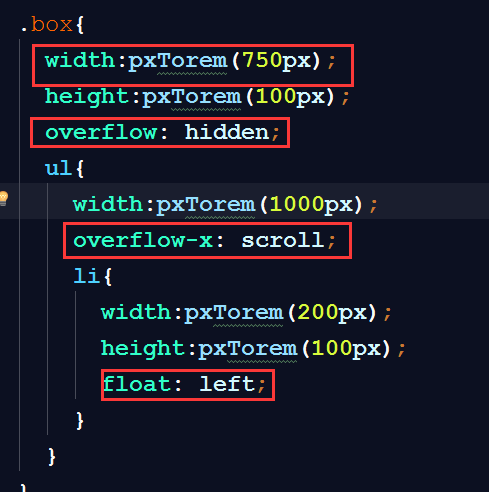 .box{
width:pxTorem(750px);
height:pxTorem(100px);
overflow: hidden;
ul{
width:pxTorem(1000px);
overflow-x: scroll;
li{
width:pxTorem(200px);
height:pxTorem(100px);
float: left;
}
}
}